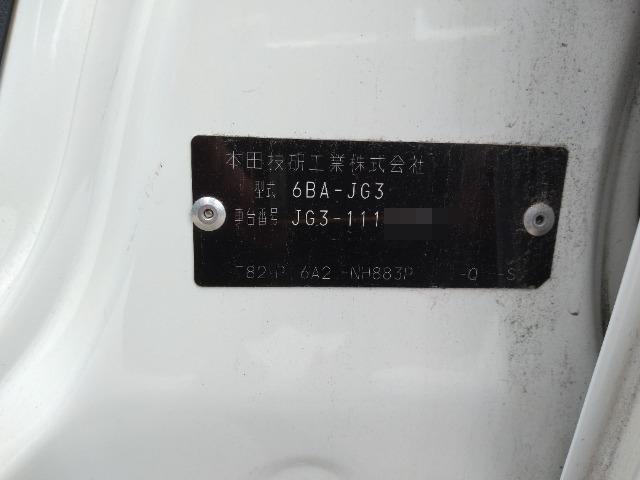 本田技研工業株式会社
型式 6BA-JG3
車台番号 JG3-111
6A2 -NH883P -Q -S